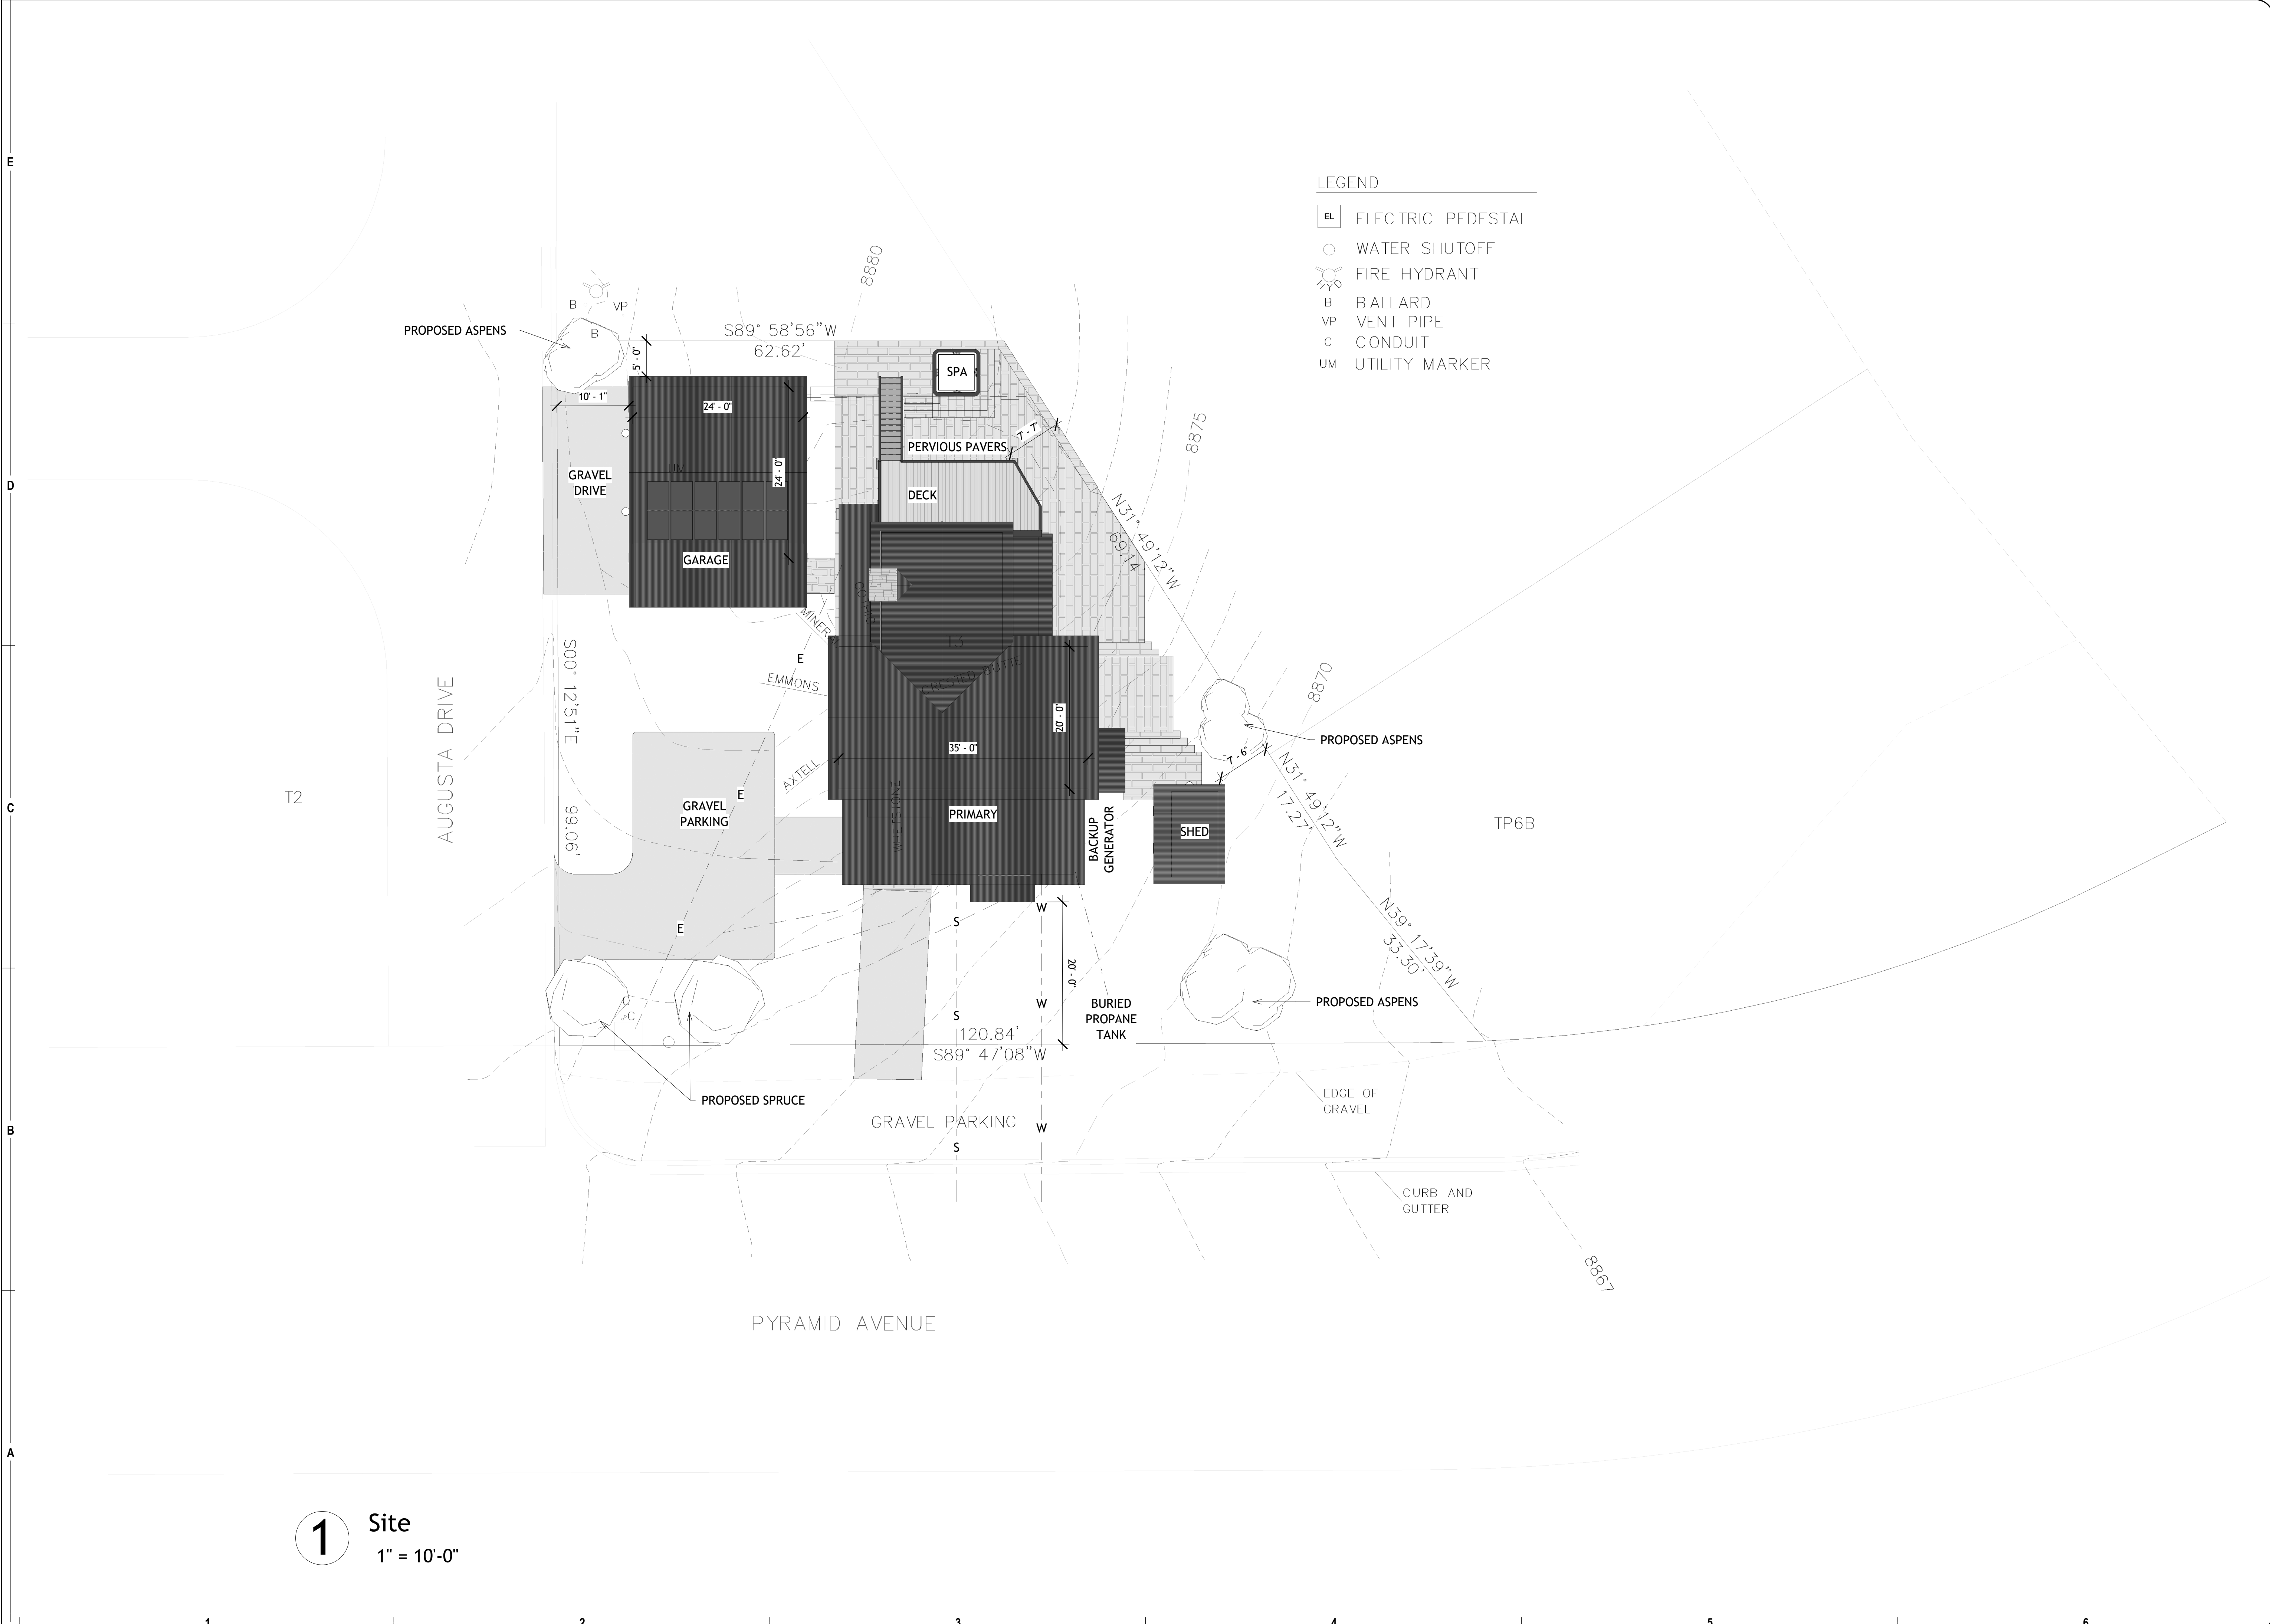 E
D
C
B
A
LEGEND
EL ELECTRIC PEDESTAL
WATER SHUTOFF
FIRE HYDRANT
B BALLARD
VP VENT PIPE
C CONDUIT
UM UTILITY MARKER
8880
B
VP
B
PROPOSED ASPENS
S89° 58'56"W
62.62'
5' - 0"
SPA
10' - 1"
24' - 0"
7' - 7"
8875
PERVIOUS PAVERS
UM
24' - 0"
GRAVEL
DRIVE
DECK
N31° 49'12"W
69.14'
GARAGE
GOTHIC
MINERAL
T3
E
EMMONS
CRESTED BUTTE
8870
S00° 12'51"E
99.06'
AUGUSTA DRIVE
20' - 0"
35' - 0"
PROPOSED ASPENS
7' - 6"
AXTELL
N31° 49'12"W
17.27'
T2
E
GRAVEL
PARKING
WHETSTONE
PRIMARY
BACKUP
GENERATOR
SHED
TP6B
S
W
E
N39° 17'39"W
33.30'
20' - 0"
C
C
W
S
BURIED
PROPANE
TANK
PROPOSED ASPENS
120.84'
S89° 47'08"W
PROPOSED SPRUCE
EDGE OF
GRAVEL
GRAVEL PARKING
W
S
CURB AND
GUTTER
8867
PYRAMID AVENUE
1 Site
1" = 10'-0"
1 2 3 4 5 6